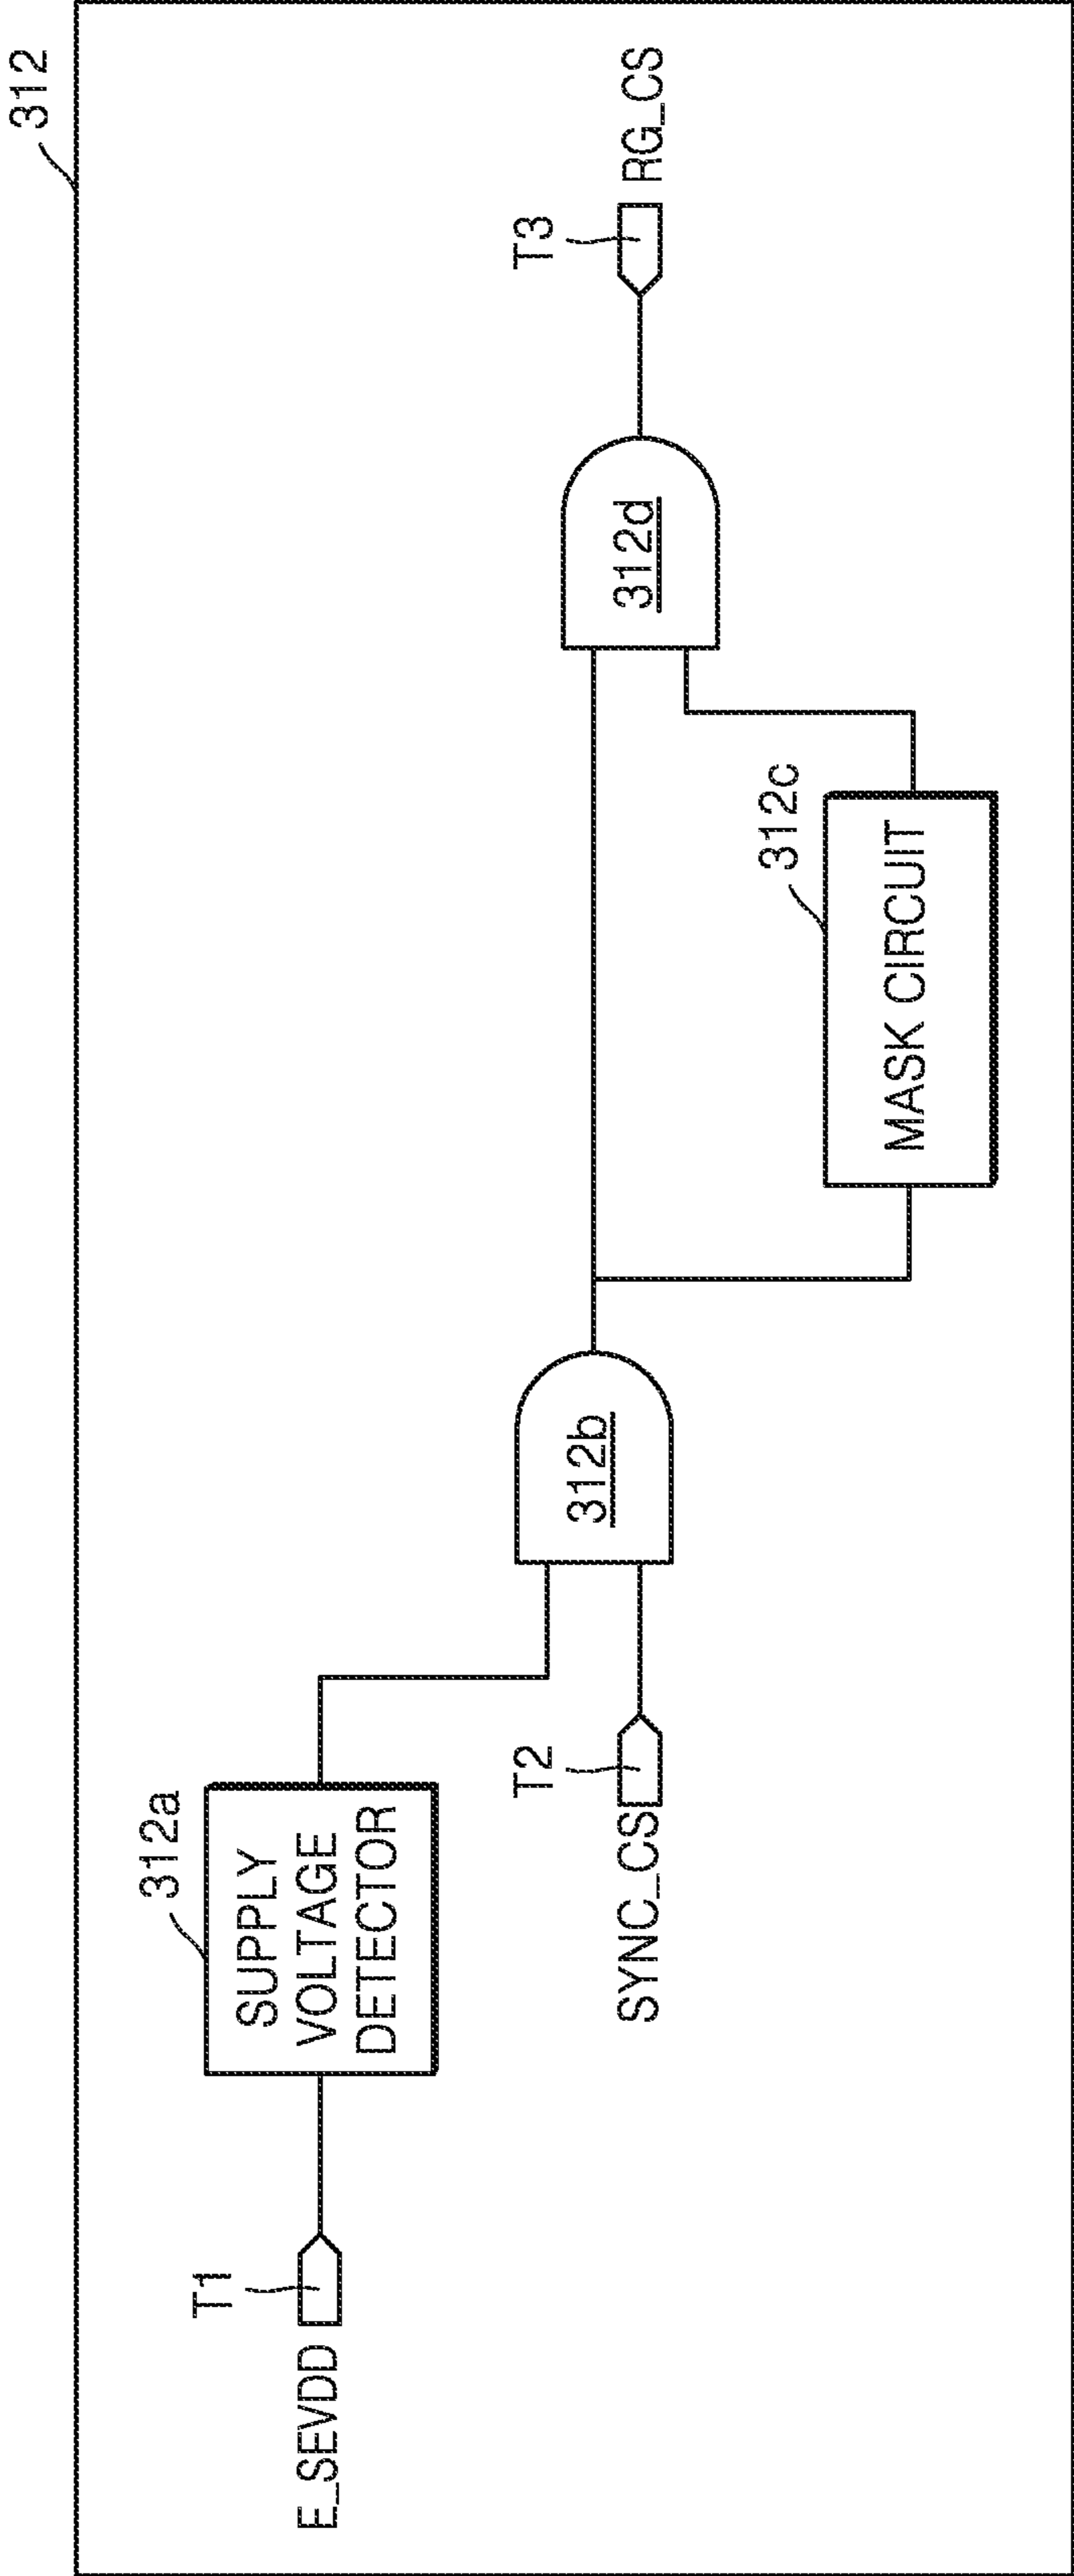 312
312a
SUPPLY
VOLTAGE
DETECTOR
T1
E_SEVDD
T2
SYNC_CS
312b
312c
MASK CIRCUIT
312d
T3
RG_CS